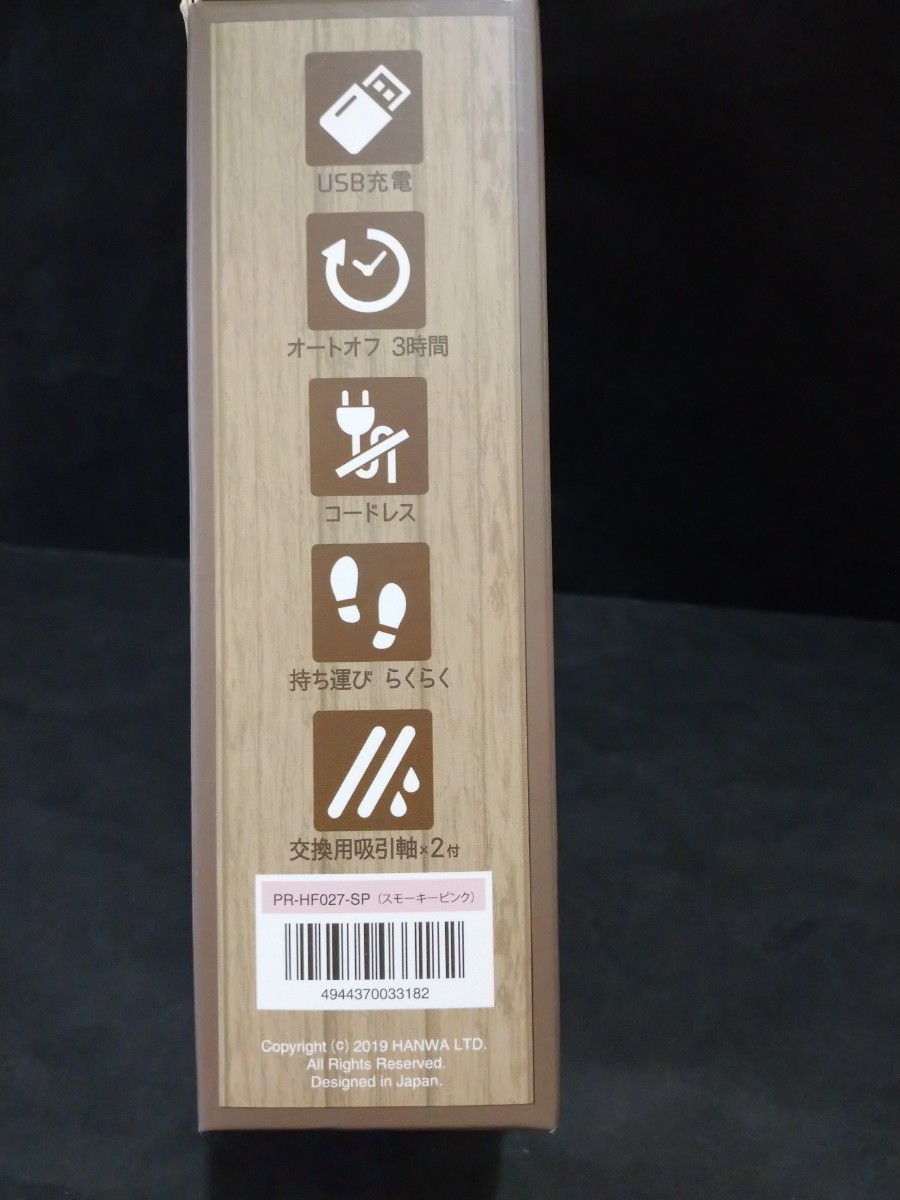 USB充電
オートオフ 3時間
コードレス
持ち運び らくらく
交換用吸引軸×2付
PR-HF027-SP（スモーキーピンク）
4944370033182
Copyright (c) 2019 HANWA LTD.
All Rights Reserved.
Designed in Japan.